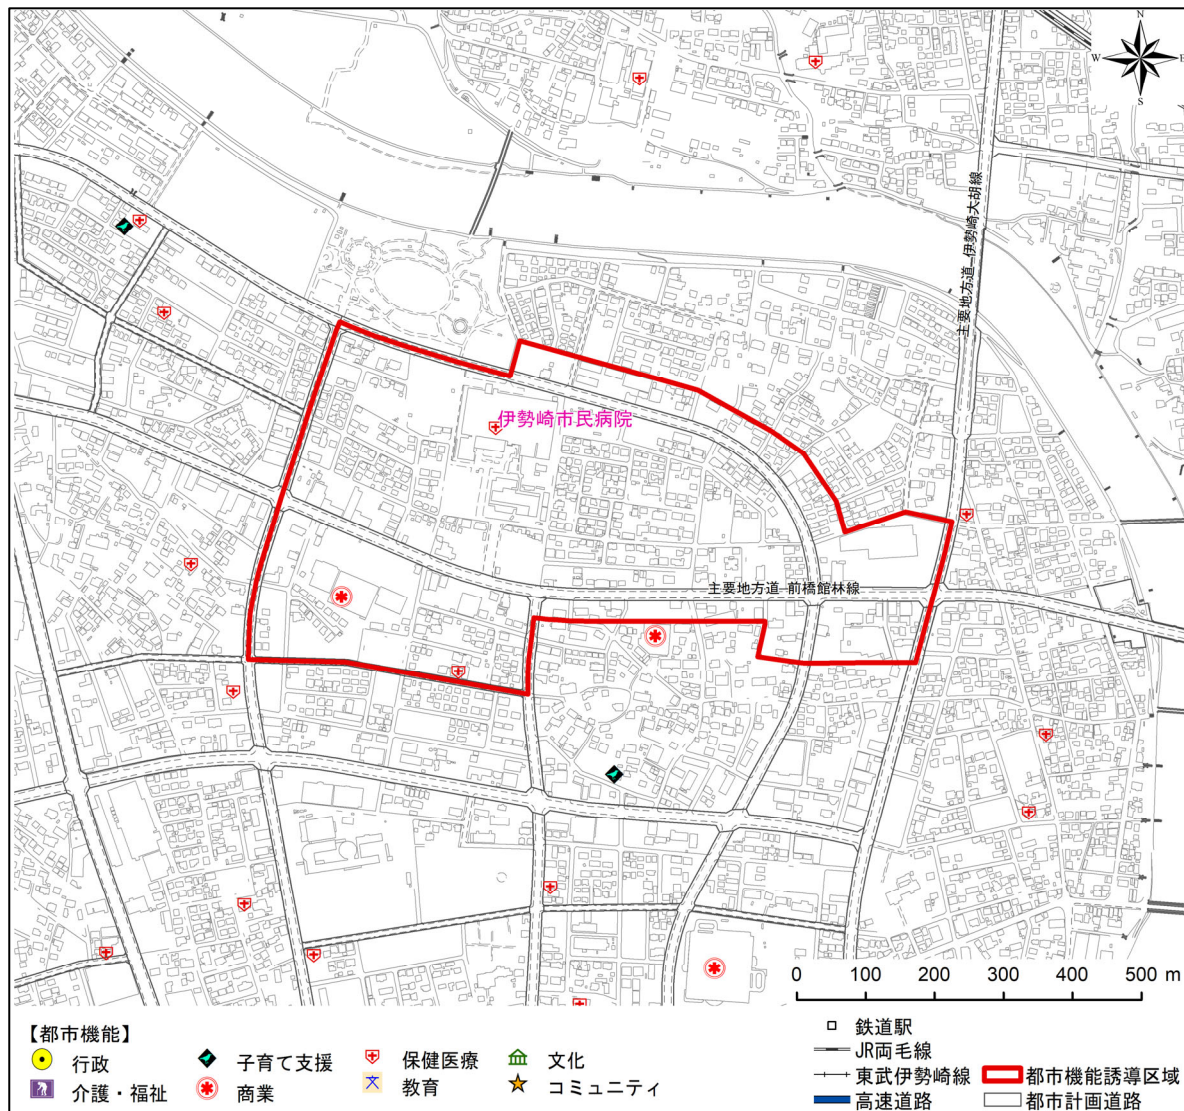 N
W
E
S
主要地方道 伊勢崎大胡線
伊勢崎市民病院
主要地方道 前橋館林線
0 100 200 300 400 500 m
【都市機能】
行政
子育て支援
保健医療
文化
介護・福祉
商業
教育
コミュニティ
鉄道駅
JR両毛線
東武伊勢崎線
都市機能誘導区域
高速道路
都市計画道路